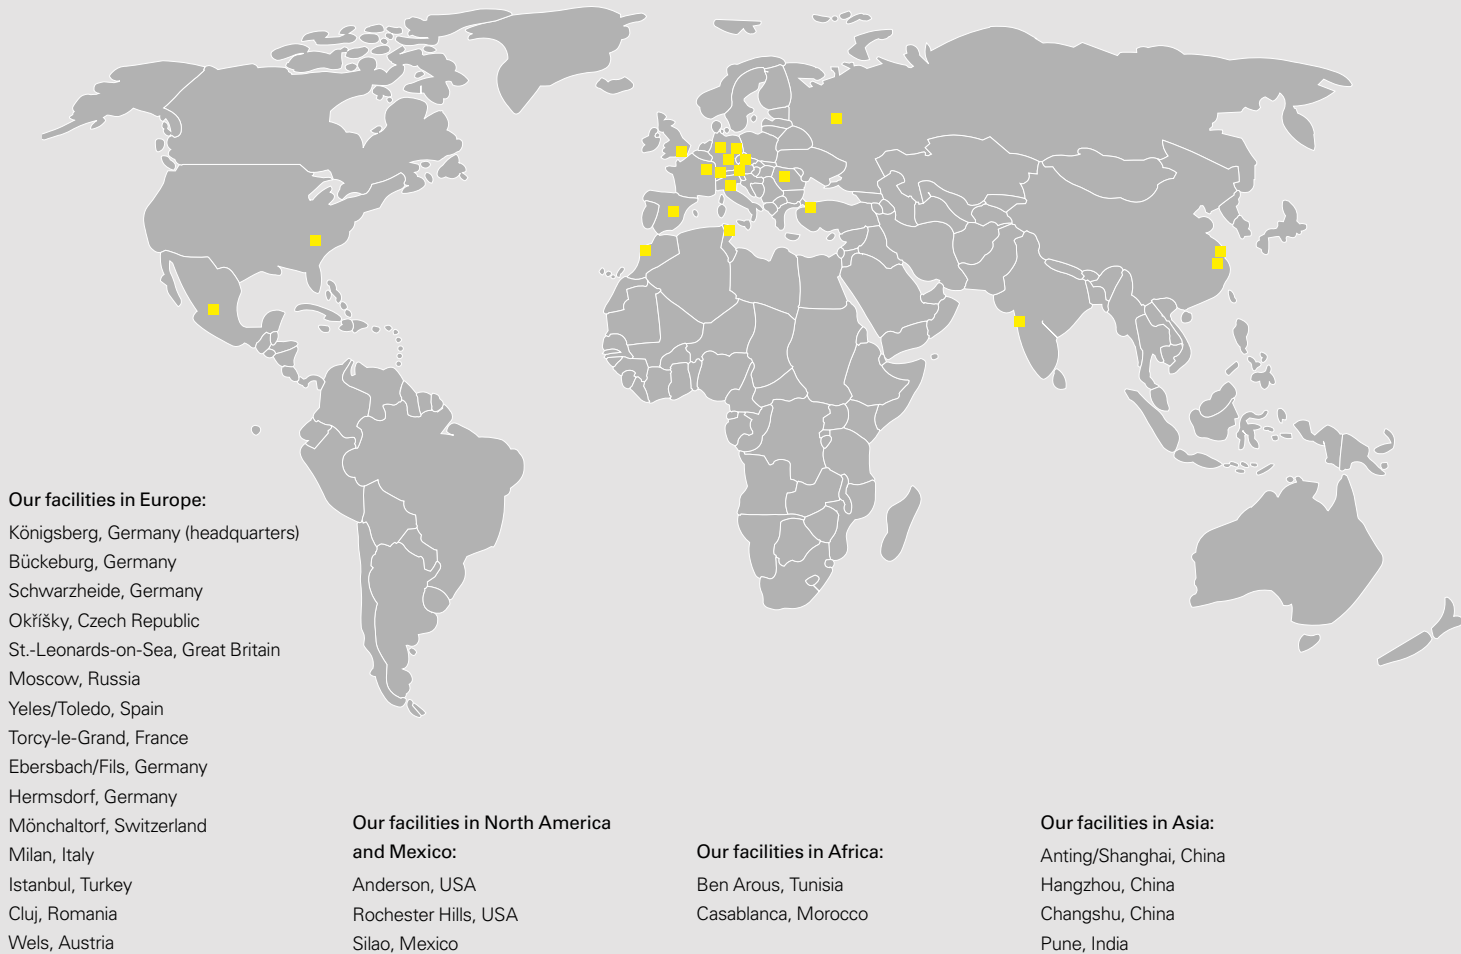 Our facilities in Europe:
Königsberg, Germany (headquarters)
Bückeburg, Germany
Schwarzheide, Germany
Okříšky, Czech Republic
St.-Leonards-on-Sea, Great Britain
Moscow, Russia
Yeles/Toledo, Spain
Torcy-le-Grand, France
Ebersbach/Fils, Germany
Hermsdorf, Germany
Mönchaltorf, Switzerland
Milan, Italy
Istanbul, Turkey
Cluj, Romania
Wels, Austria
Our facilities in North America
and Mexico:
Anderson, USA
Rochester Hills, USA
Silao, Mexico
Our facilities in Africa:
Ben Arous, Tunisia
Casablanca, Morocco
Our facilities in Asia:
Anting/Shanghai, China
Hangzhou, China
Changshu, China
Pune, India